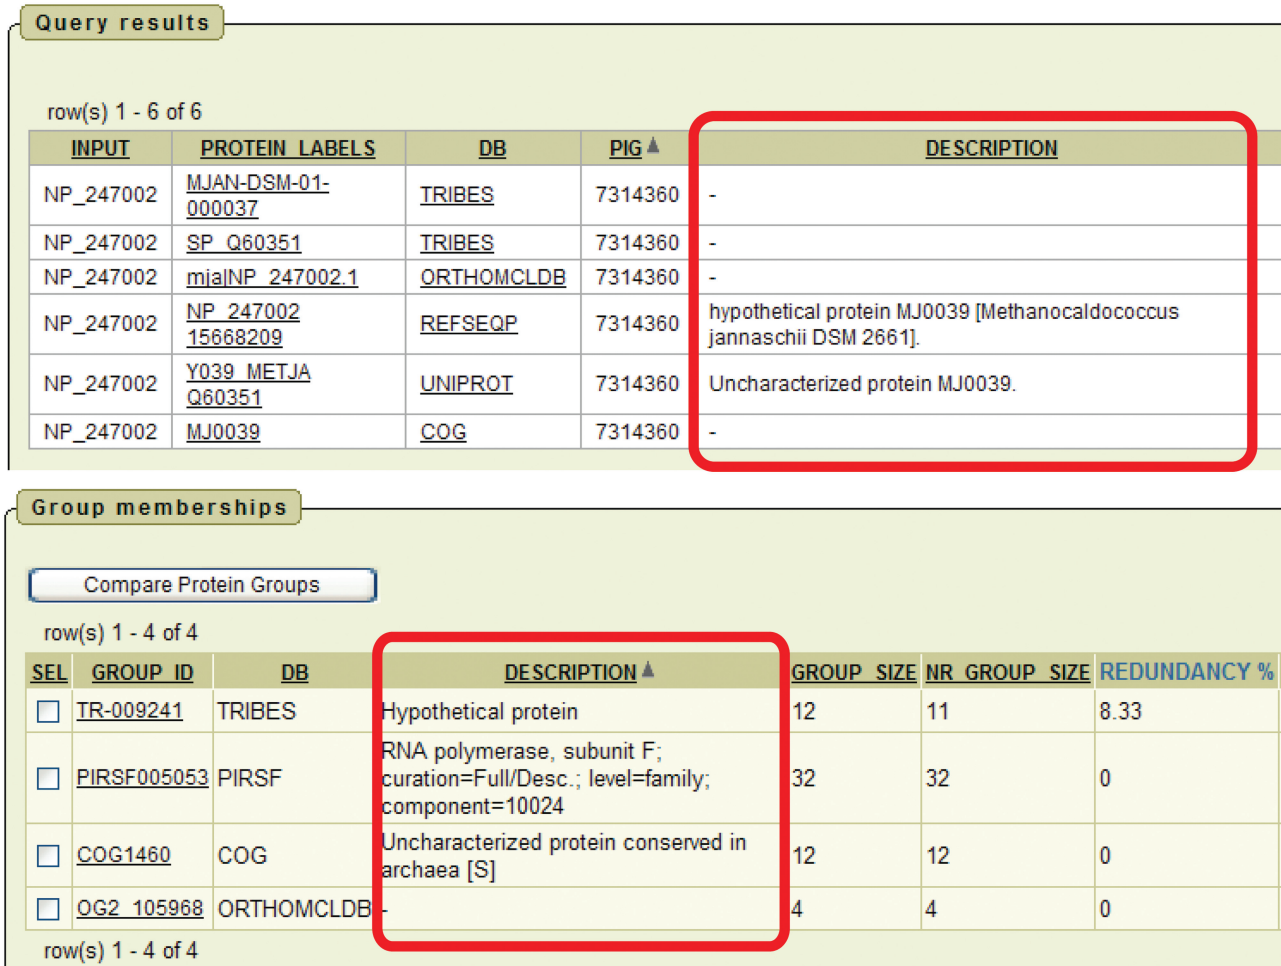 Query results
row(s) 1 - 6 of 6
INPUT PROTEIN_LABELS DB PIG DESCRIPTION
NP_247002 MJAN-DSM-01-000037 TRIBES 7314360 -
NP_247002 SP_Q60351 TRIBES 7314360 -
NP_247002 mja|NP_247002.1 ORTHOMCLDB 7314360 -
NP_247002 NP_247002 15668209 REFSEQP 7314360 hypothetical protein MJ0039 [Methanocaldococcus jannaschii DSM 2661].
NP_247002 Y039_METJA Q60351 UNIPROT 7314360 Uncharacterized protein MJ0039.
NP_247002 MJ0039 COG 7314360 -
Group memberships
Compare Protein Groups
row(s) 1 - 4 of 4
SEL GROUP_ID DB DESCRIPTION GROUP_SIZE NR_GROUP_SIZE REDUNDANCY %
TR-009241 TRIBES Hypothetical protein 12 11 8.33
PIRSF005053 PIRSF RNA polymerase, subunit F; curation=Full/Desc.; level=family; component=10024 32 32 0
COG1460 COG Uncharacterized protein conserved in archaea [S] 12 12 0
OG2_105968 ORTHOMCLDB - 4 4 0
row(s) 1 - 4 of 4